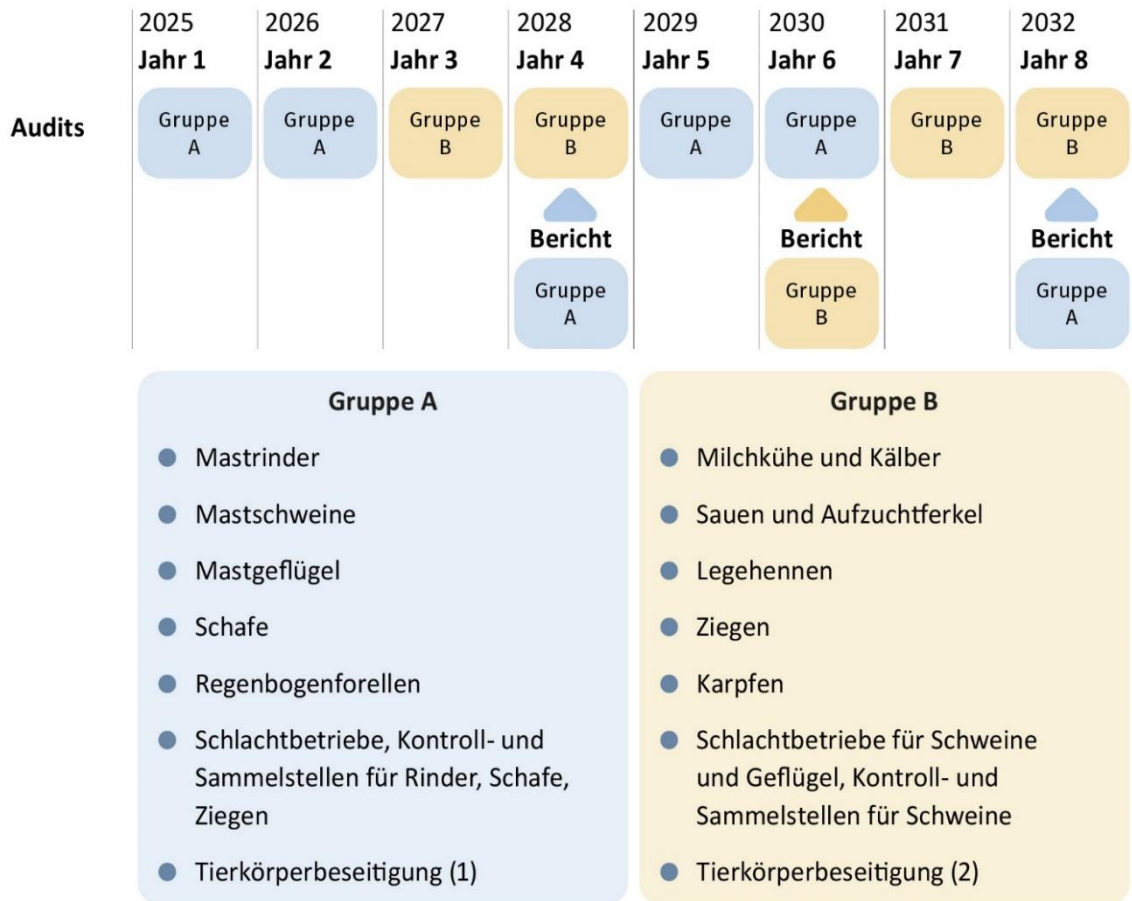 2025 2026 2027 2028 2029 2030 2031 2032
Jahr 1 Jahr 2 Jahr 3 Jahr 4 Jahr 5 Jahr 6 Jahr 7 Jahr 8
Audits
Gruppe A
Gruppe A
Gruppe B
Gruppe B
Gruppe A
Gruppe A
Gruppe B
Gruppe B
Bericht
Gruppe A
Bericht
Gruppe B
Bericht
Gruppe A
Gruppe A
Mastrinder
Mastschweine
Mastgeflügel
Schafe
Regenbogenforellen
Schlachtbetriebe, Kontroll- und
Sammelstellen für Rinder, Schafe,
Ziegen
Tierkörperbeseitigung (1)
Gruppe B
Milchkühe und Kälber
Sauen und Aufzuchtferkel
Legehennen
Ziegen
Karpfen
Schlachtbetriebe für Schweine
und Geflügel, Kontroll- und
Sammelstellen für Schweine
Tierkörperbeseitigung (2)